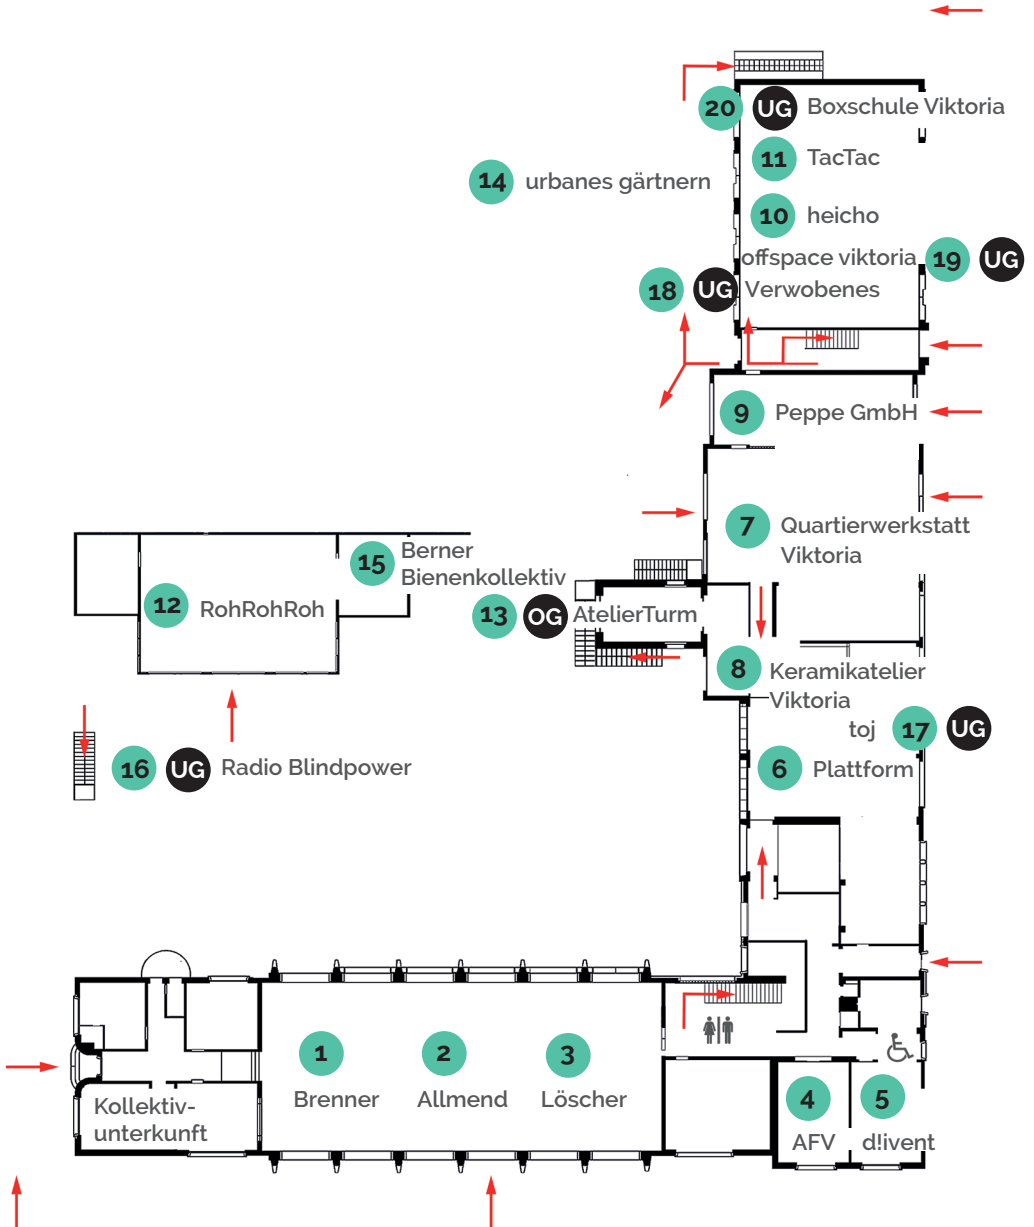 20 UG Boxschule Viktoria
11 TacTac
14 urbanes gärtnern
10 heicho
offspace viktoria 19 UG
18 UG Verwobenes
9 Peppe GmbH
7 Quartierwerkstatt
Viktoria
15 Berner
Bienenkollektiv
12 RohRohRoh
13 OG AtelierTurm
8 Keramikatelier
Viktoria
toj 17 UG
16 UG Radio Blindpower
6 Plattform
1
Brenner
2
Allmend
3
Löscher
4
AFV
5
d!ivent
Kollektiv-
unterkunft